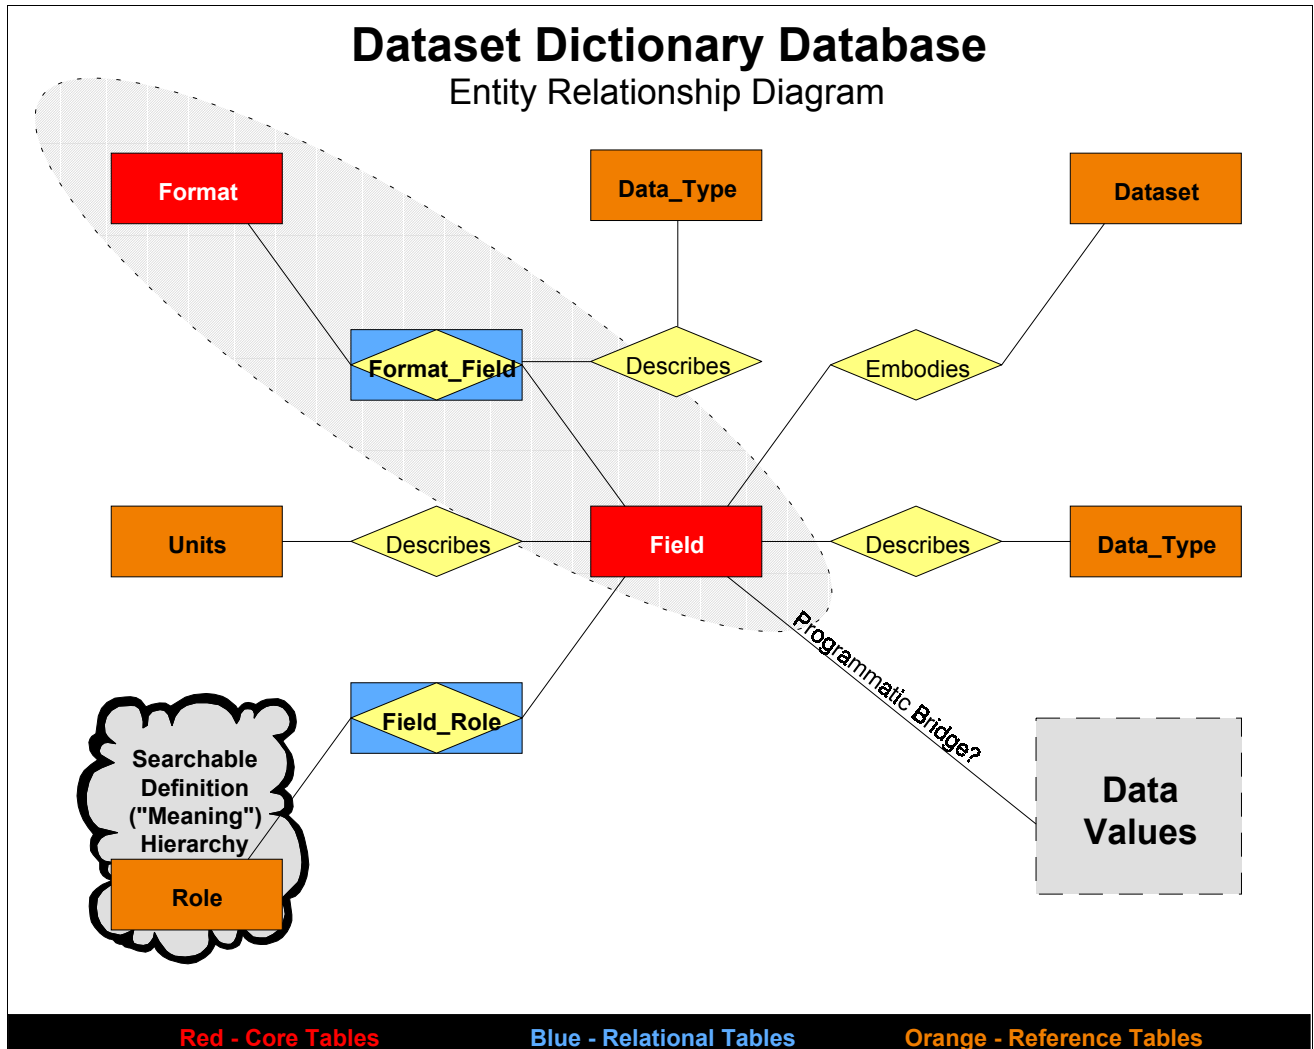 Dataset Dictionary Database
Entity Relationship Diagram
Format
Data_Type
Dataset
Format_Field
Describes
Embodies
Units
Describes
Field
Describes
Data_Type
Programmatic Bridge?
Field_Role
Searchable
Definition
("Meaning")
Hierarchy
Role
Data
Values
Red - Core Tables
Blue - Relational Tables
Orange - Reference Tables